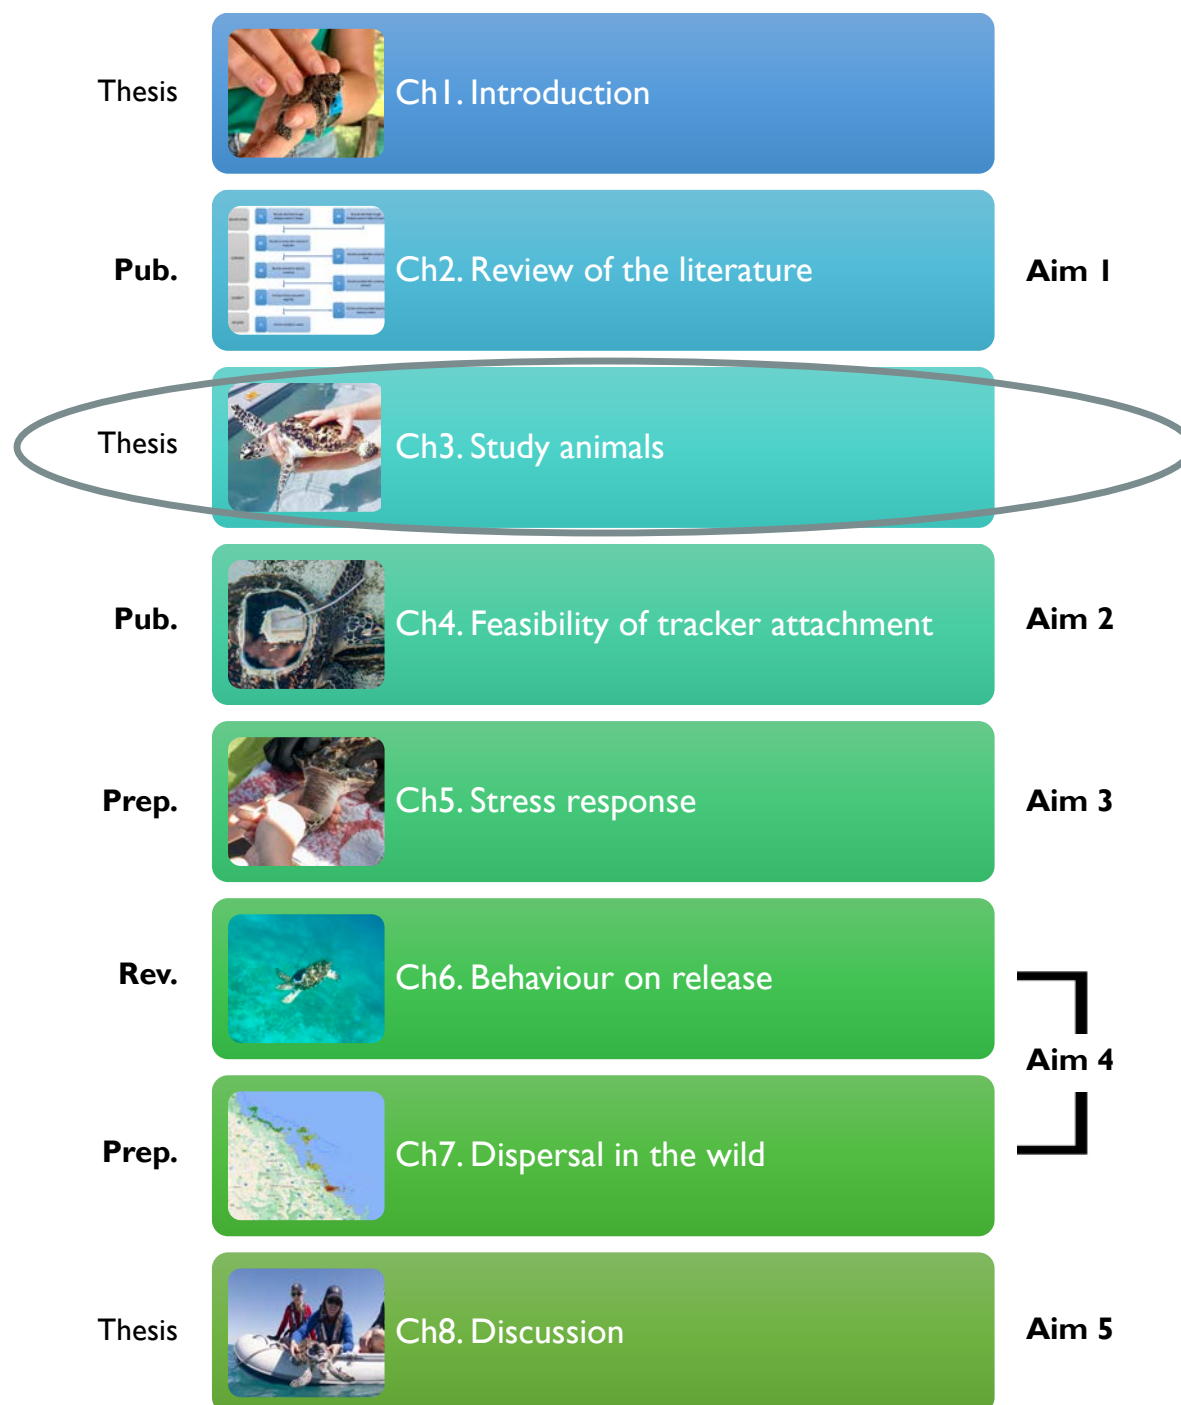 Thesis
Ch1. Introduction
Pub.
Ch2. Review of the literature
Aim 1
Thesis
Ch3. Study animals
Pub.
Ch4. Feasibility of tracker attachment
Aim 2
Prep.
Ch5. Stress response
Aim 3
Rev.
Ch6. Behaviour on release
Aim 4
Prep.
Ch7. Dispersal in the wild
Thesis
Ch8. Discussion
Aim 5